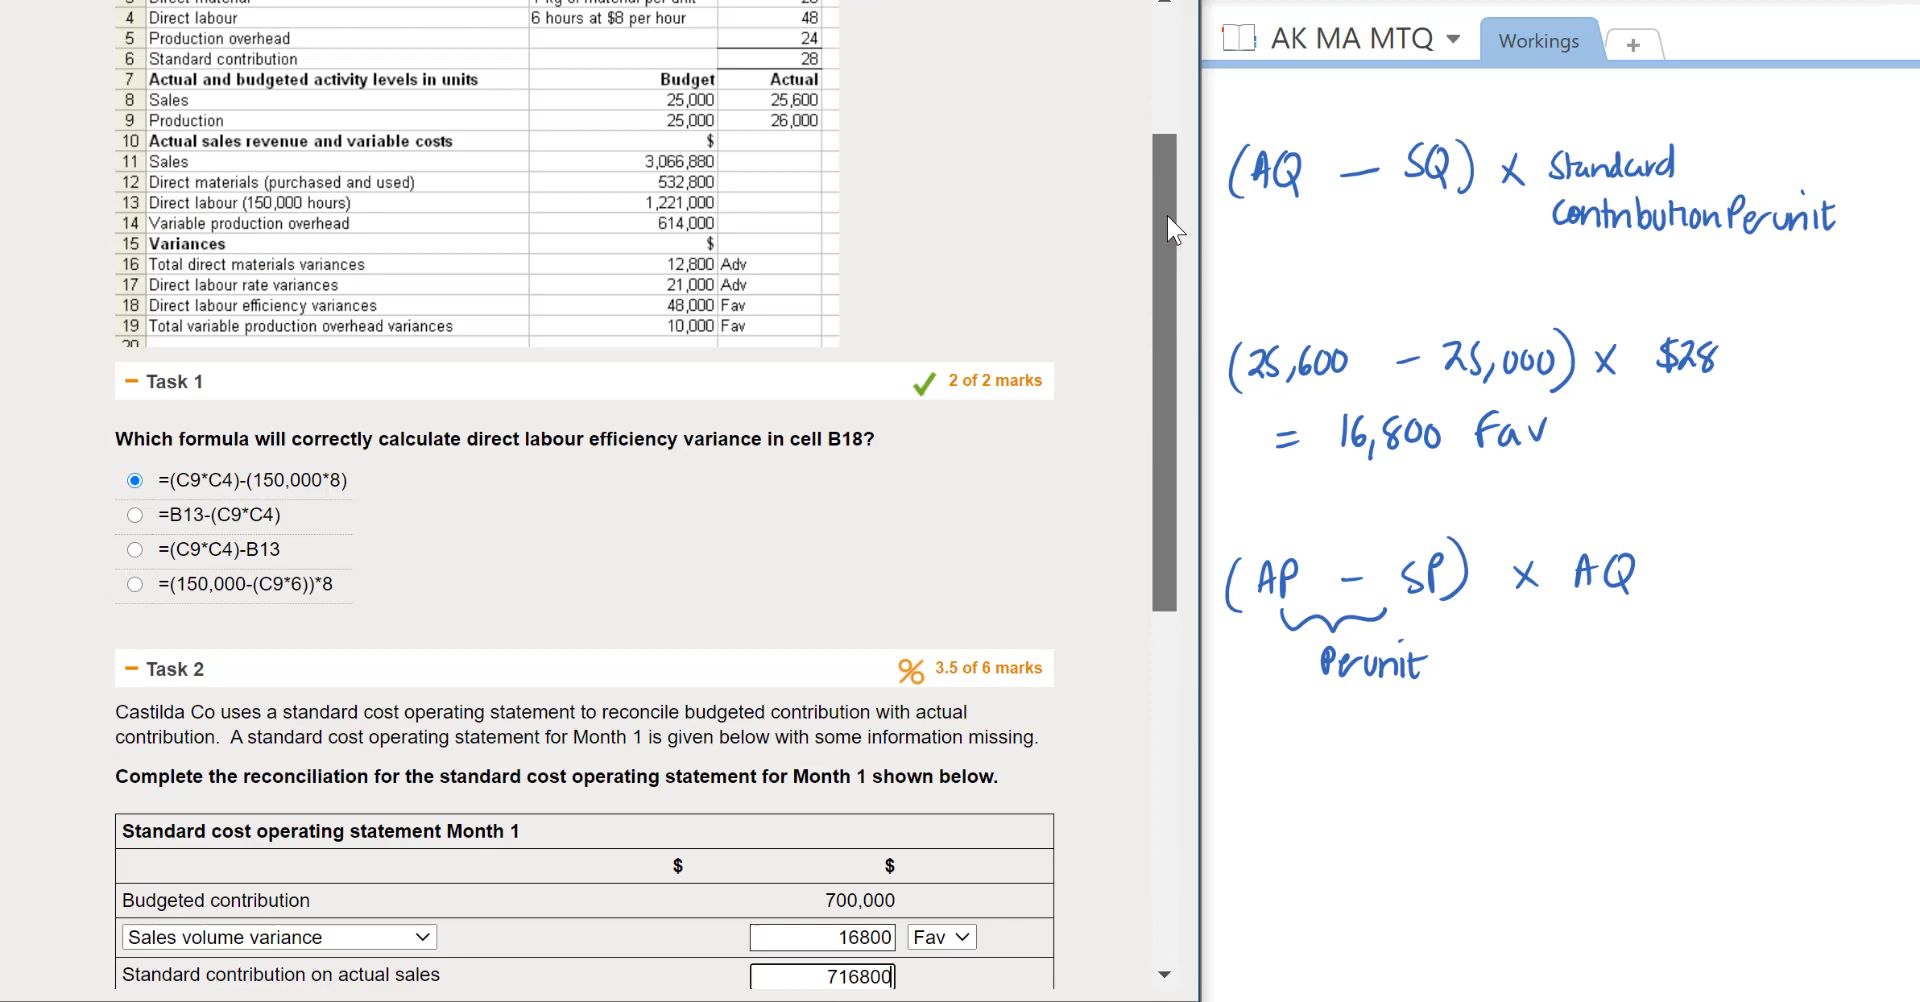 4 Direct labour 6 hours at $8 per hour 48
5 Production overhead 24
6 Standard contribution 28
7 Actual and budgeted activity levels in units Budget Actual
8 Sales 25,000 25,600
9 Production 25,000 26,000
10 Actual sales revenue and variable costs $
11 Sales 3,066,880
12 Direct materials (purchased and used) 532,800
13 Direct labour (150,000 hours) 1,221,000
14 Variable production overhead 614,000
15 Variances $
16 Total direct materials variances 12,800 Adv
17 Direct labour rate variances 21,000 Adv
18 Direct labour efficiency variances 48,000 Fav
19 Total variable production overhead variances 10,000 Fav
20
Task 1 2 of 2 marks
Which formula will correctly calculate direct labour efficiency variance in cell B18?
=(C9*C4)-(150,000*8)
=B13-(C9*C4)
=(C9*C4)-B13
=(150,000-(C9*6))*8
Task 2 % 3.5 of 6 marks
Castilda Co uses a standard cost operating statement to reconcile budgeted contribution with actual
contribution. A standard cost operating statement for Month 1 is given below with some information missing.
Complete the reconciliation for the standard cost operating statement for Month 1 shown below.
Standard cost operating statement Month 1
$ $
Budgeted contribution 700,000
Sales volume variance 16800 Fav
Standard contribution on actual sales 716800
AK MA MTQ Workings +
(AQ - SQ) × Standard
Contribution Per unit
(25,600 - 25,000) × $28
= 16,800 Fav
(AP - SP) × AQ
Per unit